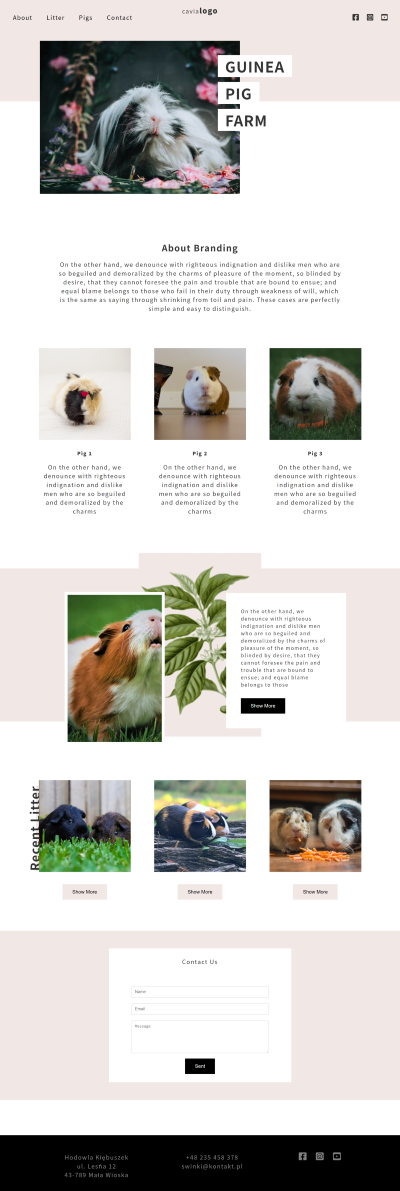 About Litter Pigs Contact
cavialogo
GUINEA
PIG
FARM
About Branding
On the other hand, we denounce with righteous indignation and dislike men who are
so beguiled and demoralized by the charms of pleasure of the moment, so blinded by
desire, that they cannot foresee the pain and trouble that are bound to ensue; and
equal blame belongs to those who fail in their duty through weakness of will, which
is the same as saying through shrinking from toil and pain. These cases are perfectly
simple and easy to distinguish.
Pig 1
On the other hand, we
denounce with righteous
indignation and dislike
men who are so beguiled
and demoralized by the
charms
Pig 2
On the other hand, we
denounce with righteous
indignation and dislike
men who are so beguiled
and demoralized by the
charms
Pig 3
On the other hand, we
denounce with righteous
indignation and dislike
men who are so beguiled
and demoralized by the
charms
On the other hand, we
denounce with righteous
indignation and dislike men
who are so beguiled and
demoralized by the charms of
pleasure of the moment, so
blinded by desire, that they
cannot foresee the pain and
trouble that are bound to
ensue; and equal blame
belongs to those
Show More
Recent Litter
Show More
Show More
Show More
Contact Us
Name
Email
Message
Sent
Hodowla Kłębuszek
ul. Leśna 12
43-789 Mała Wioska
+48 235 458 378
swinki@kontakt.pl